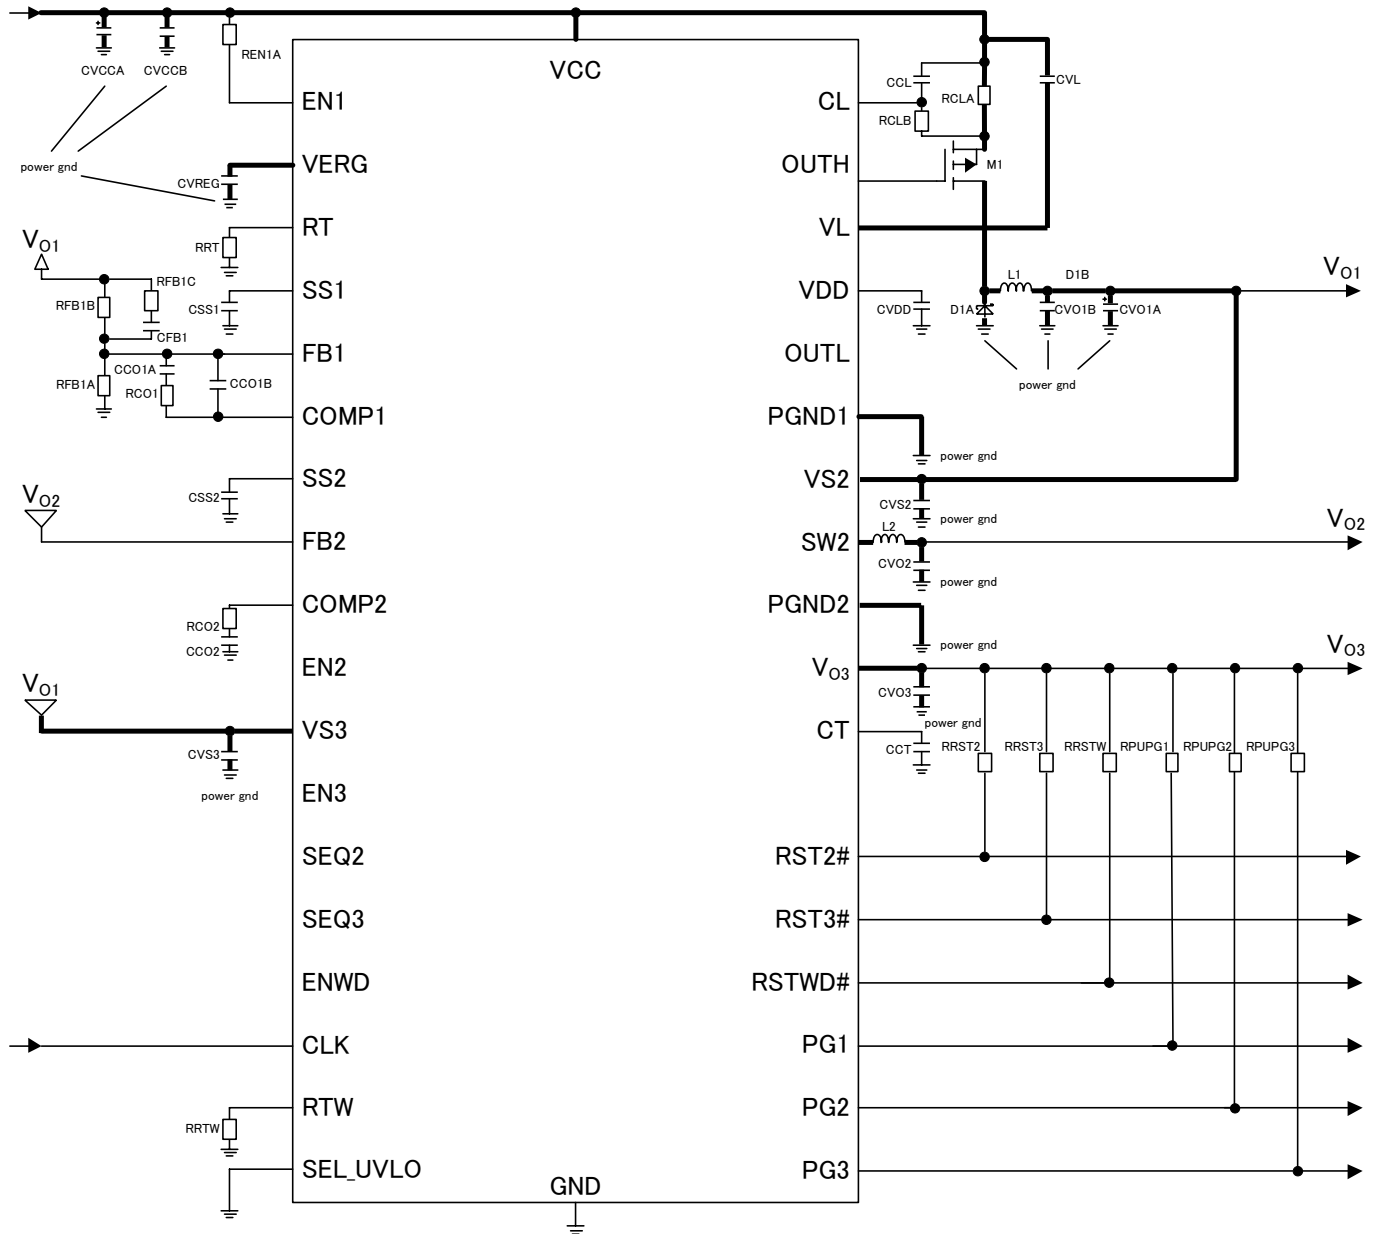 CVCCA
CVCCB
REN1A
VCC
EN1
power gnd
VERG
CVREG
RT
RRT
VO1
SS1
CSS1
RFB1B
RFB1C
CFB1
FB1
RFB1A
CCO1A
RCO1
CCO1B
COMP1
SS2
CSS2
VO2
FB2
COMP2
RCO2
CCO2
EN2
VO1
VS3
CVS3
power gnd
EN3
SEQ2
SEQ3
ENWD
CLK
RTW
RRTW
SEL_UVLO
GND
CL
CCL
RCLA
RCLB
CVL
OUTH
M1
VL
VDD
CVDD
D1A
L1
D1B
CVO1B
CVO1A
VO1
OUTL
power gnd
PGND1
power gnd
VS2
CVS2
power gnd
SW2
L2
VO2
CVO2
power gnd
PGND2
power gnd
VO3
CVO3
VO3
power gnd
CT
CCT
RRST2
RRST3
RRSTW
RPUPG1
RPUPG2
RPUPG3
RST2#
RST3#
RSTWD#
PG1
PG2
PG3